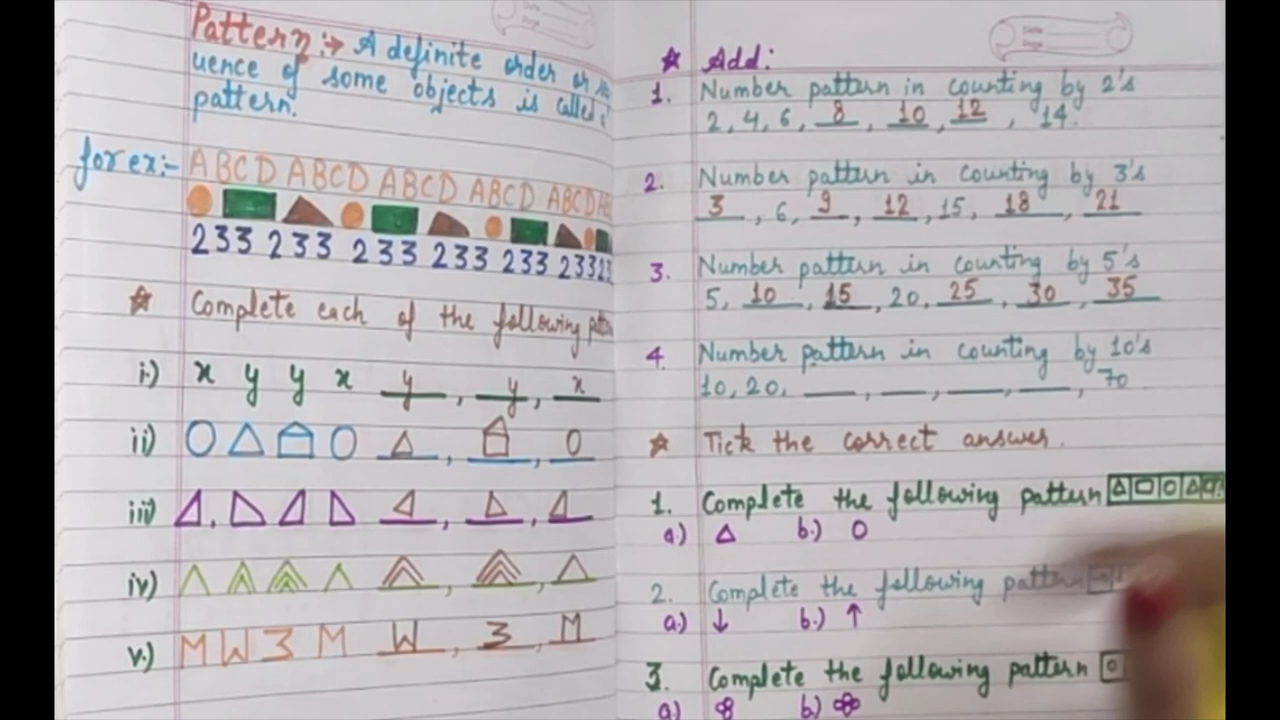 Pattern :→ A definite order or
uence of some objects is called
pattern.
for ex:- ABCD ABCD ABCD ABCD ABCD
233 233 233 233 233 233
☆ Complete each of the following
i.) x y y x y, y, x
ii)
iii)
iv)
v.) M W 3 M W, 3, M
☆ Add:
1. Number pattern in counting by 2's
2, 4, 6, 8, 10, 12, 14.
2. Number pattern in counting by 3's
3, 6, 9, 12, 15, 18, 21
3. Number pattern in counting by 5's
5, 10, 15, 20, 25, 30, 35
4. Number pattern in counting by 10's
10, 20, __, __, __, __, 70
☆ Tick the correct answer.
1. Complete the following pattern
a.) △ b.) ○
2. Complete the following pattern
a.) ↓ b.) ↑
3. Complete the following pattern
a) b)